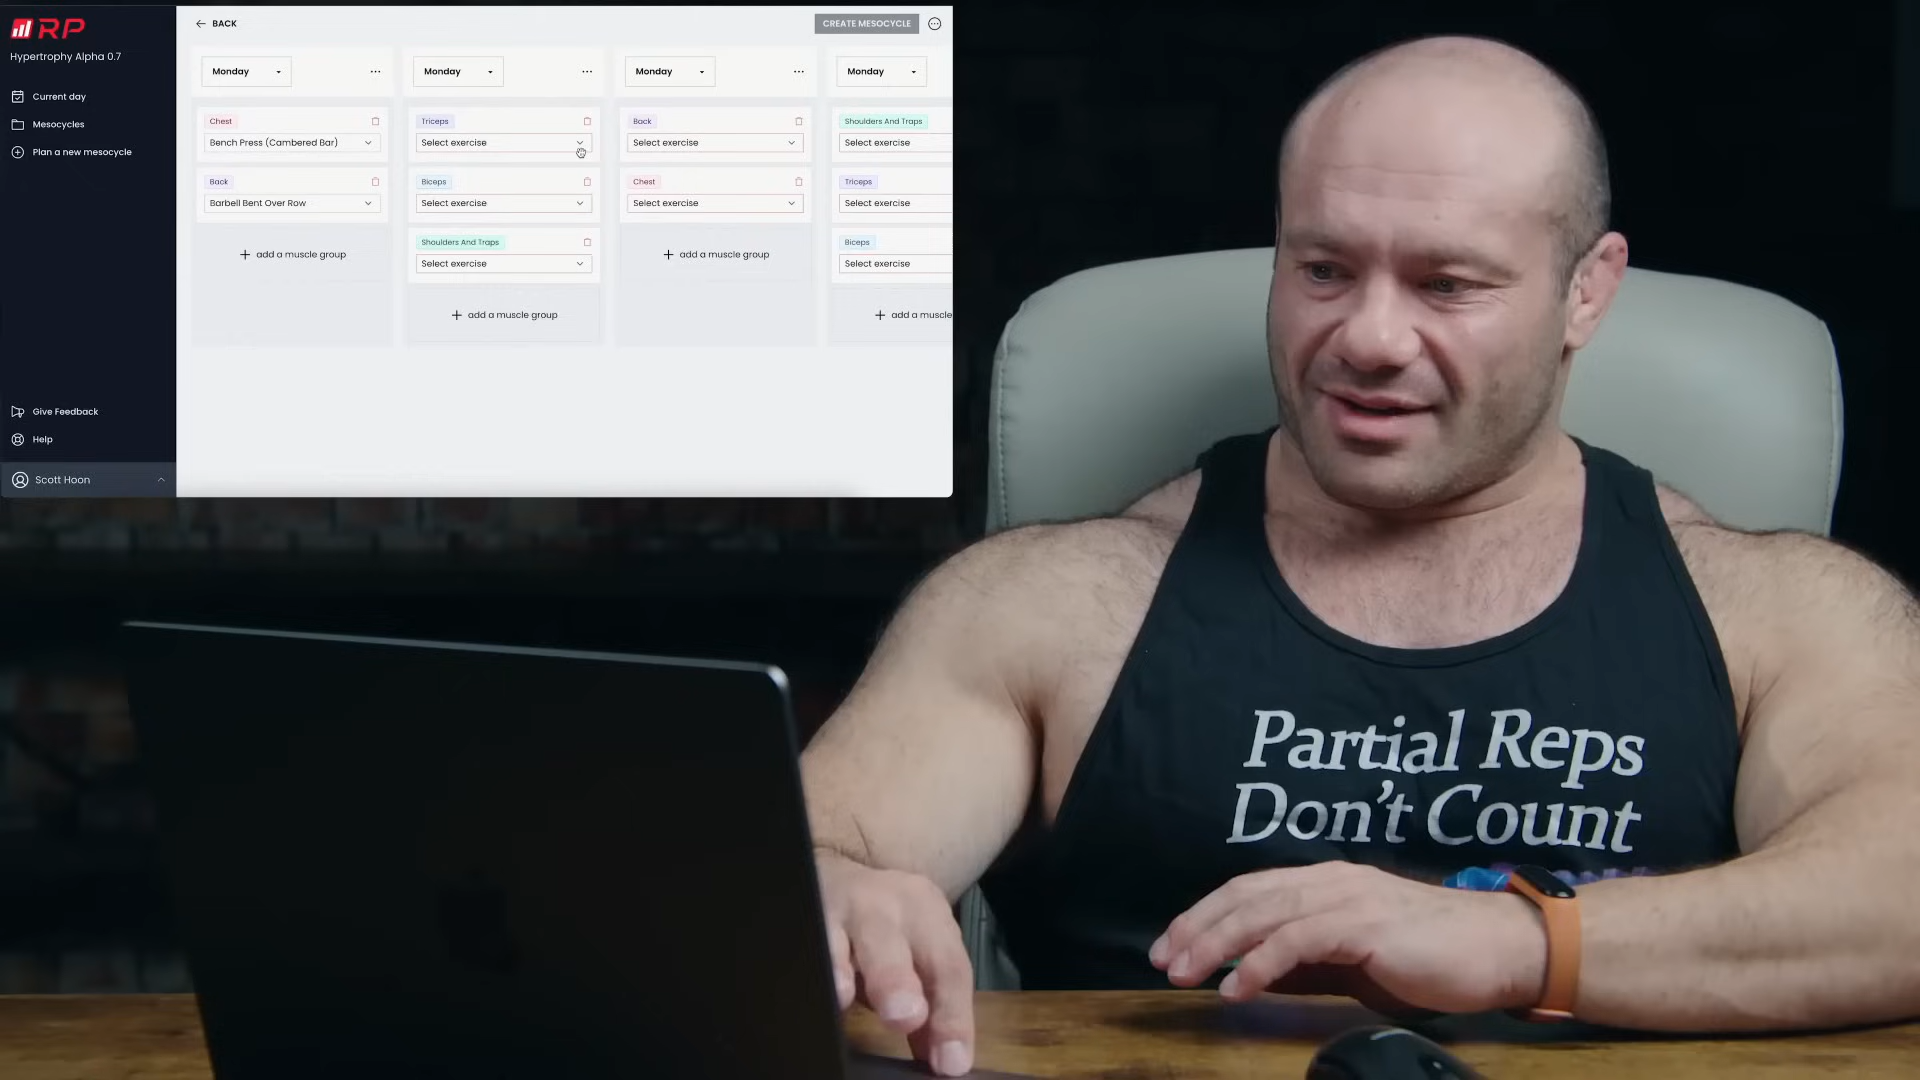 RP
Hypertrophy Alpha 0.7
Current day
Mesocycles
Plan a new mesocycle
Give Feedback
Help
Scott Hoon
BACK
CREATE MESOCYCLE
Monday
Chest
Bench Press (Cambered Bar)
Back
Barbell Bent Over Row
add a muscle group
Monday
Triceps
Select exercise
Biceps
Select exercise
Shoulders And Traps
Select exercise
add a muscle group
Monday
Back
Select exercise
Chest
Select exercise
add a muscle group
Monday
Shoulders And Traps
Select exercise
Triceps
Select exercise
Biceps
Select exercise
add a muscle
Partial Reps
Don't Count